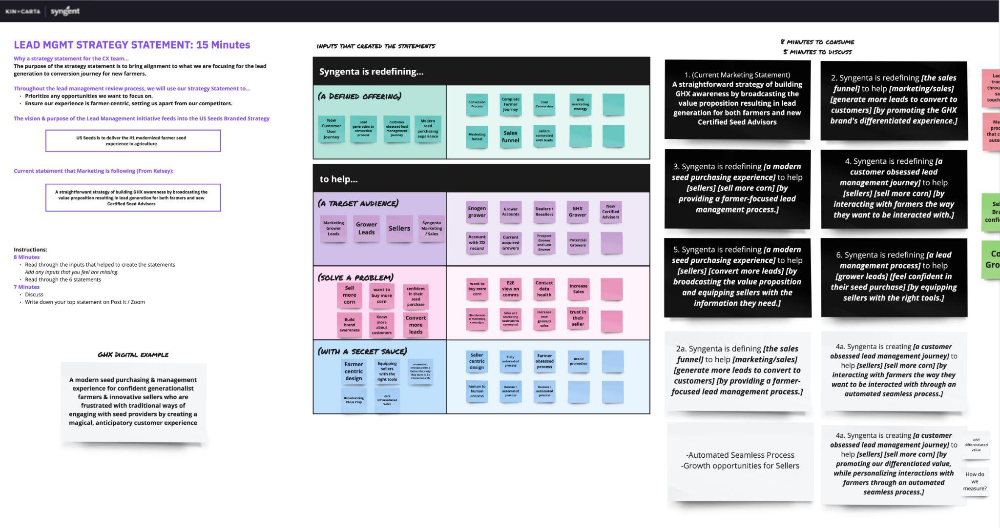 KIN+CARTA | syngent
LEAD MGMT STRATEGY STATEMENT: 15 Minutes
Why a strategy statement for the CX team...
The purpose of the strategy statement is to bring alignment to what we are focusing for the lead
generation to conversion journey for new farmers.
Throughout the lead management review process, we will use our Strategy Statement to...
· Prioritize any opportunities we want to focus on.
· Ensure our experience is farmer-centric, setting us apart from our competitors.
The vision & purpose of the Lead Management initiative feeds into the US Seeds Branded Strategy
US Seeds is to deliver the #1 modernized farmer seed
experience in agriculture
Current statement that Marketing is following (From Kelsey):
A straightforward strategy of building GHX awareness by broadcasting the
value proposition resulting in lead generation for both farmers and new
Certified Seed Advisors
Instructions:
8 Minutes
· Read through the inputs that helped to create the statements
Add any inputs that you feel are missing.
· Read through the 6 statements
7 Minutes
· Discuss
· Write down your top statement on Post It / Zoom
GHX DIGITAL EXAMPLE
A modern seed purchasing & management
experience for confident generationalist
farmers & innovative sellers who are
frustrated with traditional ways of
engaging with seed providers by creating a
magical, anticipatory customer experience
INPUTS THAT CREATED THE STATEMENTS
Syngenta is redefining...
(A DEFINED OFFERING)
New
Customer
User
Journey
Lead
generation to
conversion
process
customer
obsessed lead
management
journey
Modern
seed
purchasing
experience
Conversion
Process
Complete
Farmer
Journey
Lead
Conversion
GHX
marketing
strategy
Marketing
funnel
Sales
funnel
sellers
connected
with leads
to help...
(A TARGET AUDIENCE)
Marketing
Grower
Leads
Grower
Leads
Sellers
Syngenta
Marketing
/ Sales
Enogen
grower
Grower
Accounts
Dealers /
Resellers
GHX
Grower
New
Certified
Advisors
Account
with ZD
record
Current
acquired
Growers
Prospect
Grower
and Lost
Grower
Potential
Growers
(SOLVE A PROBLEM)
Sell
more
corn
want to
buy more
corn
confident
in their
seed
purchase
Build
brand
awareness
Know
more
about
customers
Convert
more
leads
want to
buy more
corn
E2E
view on
comms
Contact
data
health
Increase
Sales
Effectiveness
of marketing
campaigns
Sales and
Marketing
touchpoints
connected
Increase
new
growers
sales
trust in
their
seller
(WITH A SECRET SAUCE)
Farmer
centric
design
Equipping
sellers
with the
right tools
a team that
interacts with a
farmer they way
they want to be
interacted with
Broadcasting
Value Prop
GHX
Differentiated
Value
Seller
centric
design
Fully
automated
process
Farmer
obsessed
process
Brand
promotion
human to
human
process
Human +
automated
process
Human +
automated
process
8 MINUTES TO CONSUME
5 MINUTES TO DISCUSS
1. (Current Marketing Statement)
A straightforward strategy of building
GHX awareness by broadcasting the
value proposition resulting in lead
generation for both farmers and new
Certified Seed Advisors
2. Syngenta is redefining [the sales
funnel] to help [marketing/sales]
[generate more leads to convert to
customers] [by promoting the GHX
brand's differentiated experience.]
3. Syngenta is redefining [a modern
seed purchasing experience] to help
[sellers] [sell more corn] [by
providing a farmer-focused lead
management process.]
4. Syngenta is redefining [a
customer obsessed lead
management journey] to help
[sellers] [sell more corn] [by
interacting with farmers the way
they want to be interacted with.]
5. Syngenta is redefining [a modern
seed purchasing experience] to help
[sellers] [convert more leads] [by
broadcasting the value proposition
and equipping sellers with the
information they need.]
6. Syngenta is redefining [a lead
management process] to help
[grower leads] [feel confident in
their seed purchase] [by equipping
sellers with the right tools.]
2a. Syngenta is defining [the sales
funnel] to help [marketing/sales]
[generate more leads to convert to
customers] [by providing a farmer-
focused lead management process.]
4a. Syngenta is creating [a customer
obsessed lead management journey] to
help [sellers] [sell more corn] [by
interacting with farmers the way they
want to be interacted with through an
automated seamless process.]
-Automated Seamless Process
-Growth opportunities for Sellers
4a. Syngenta is creating [a customer
obsessed lead management journey] to
help [sellers] [sell more corn] [by
promoting our differentiated value,
while personalizing interactions with
farmers through an automated
seamless process.]
Add
differentiated
value
How do
we
measure?